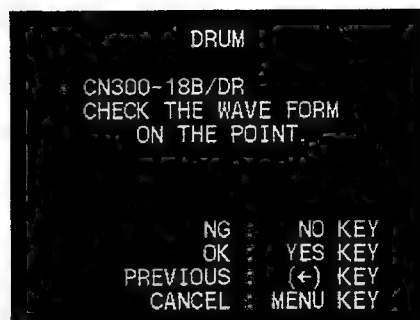 DRUM
* CN300-18B/DR
CHECK THE WAVE FORM
ON THE POINT.
NG : NO KEY
OK : YES KEY
PREVIOUS : (←) KEY
CANCEL : MENU KEY